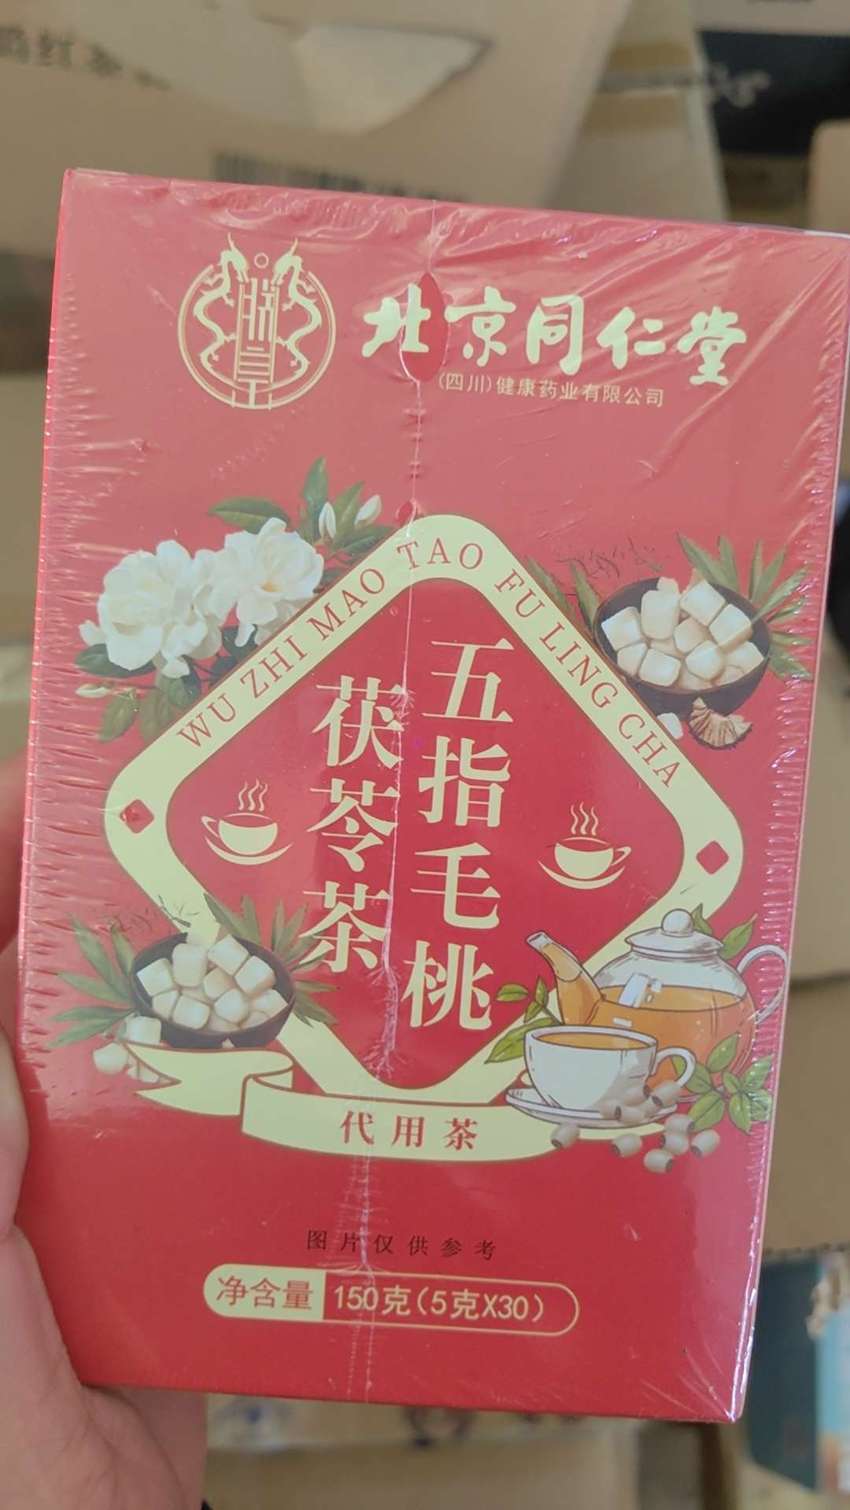 北京同仁堂
(四川)健康药业有限公司
WU ZHI MAO TAO FU LING CHA
五指毛桃
茯苓茶
代用茶
图片仅供参考
净含量 150克(5克X30)